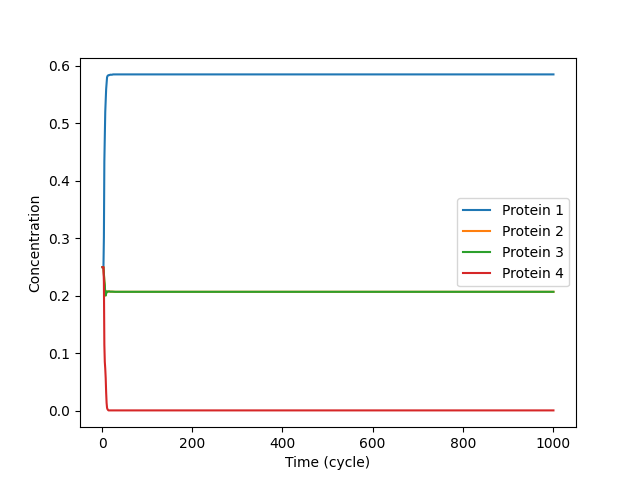 0.6
0.5
0.4
0.3
0.2
0.1
0.0
Concentration
0 200 400 600 800 1000
Time (cycle)
Protein 1
Protein 2
Protein 3
Protein 4